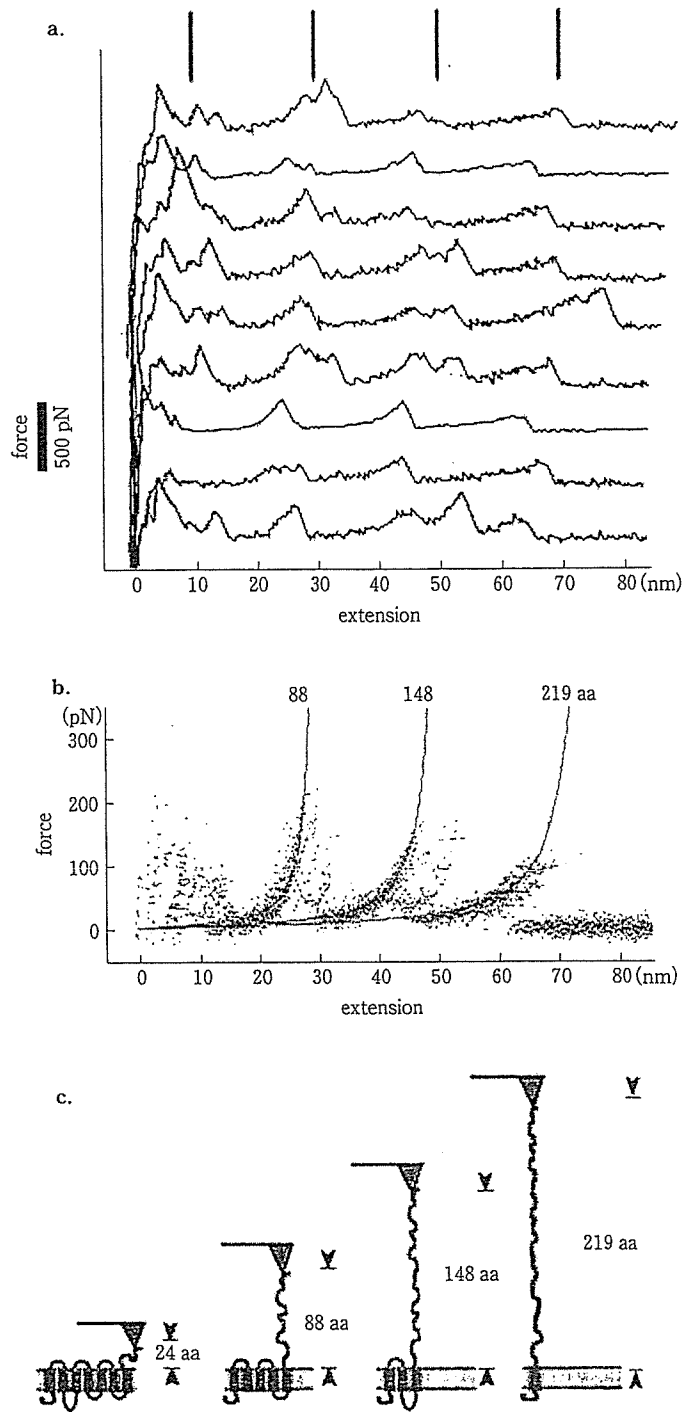 a.
force
500 pN
0 10 20 30 40 50 60 70 80 (nm)
extension
b.
(pN)
88 148 219 aa
300
200
100
0
force
0 10 20 30 40 50 60 70 80 (nm)
extension
c.
24 aa
88 aa
148 aa
219 aa